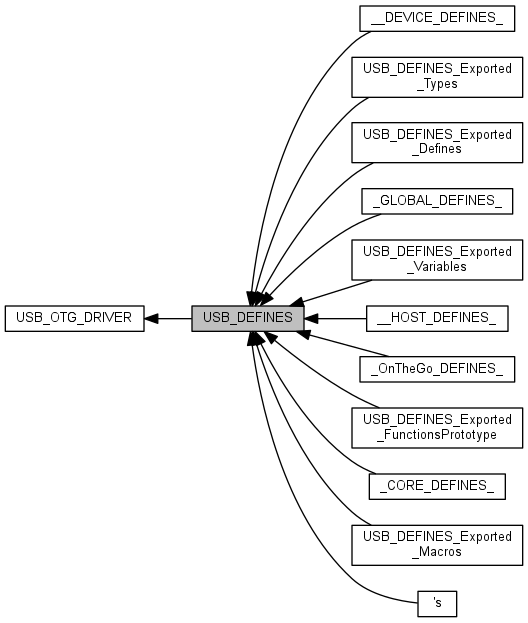 __DEVICE_DEFINES_
USB_DEFINES_Exported
_Types
USB_DEFINES_Exported
_Defines
_GLOBAL_DEFINES_
USB_DEFINES_Exported
_Variables
USB_OTG_DRIVER
USB_DEFINES
__HOST_DEFINES_
_OnTheGo_DEFINES_
USB_DEFINES_Exported
_FunctionsPrototype
_CORE_DEFINES_
USB_DEFINES_Exported
_Macros
's